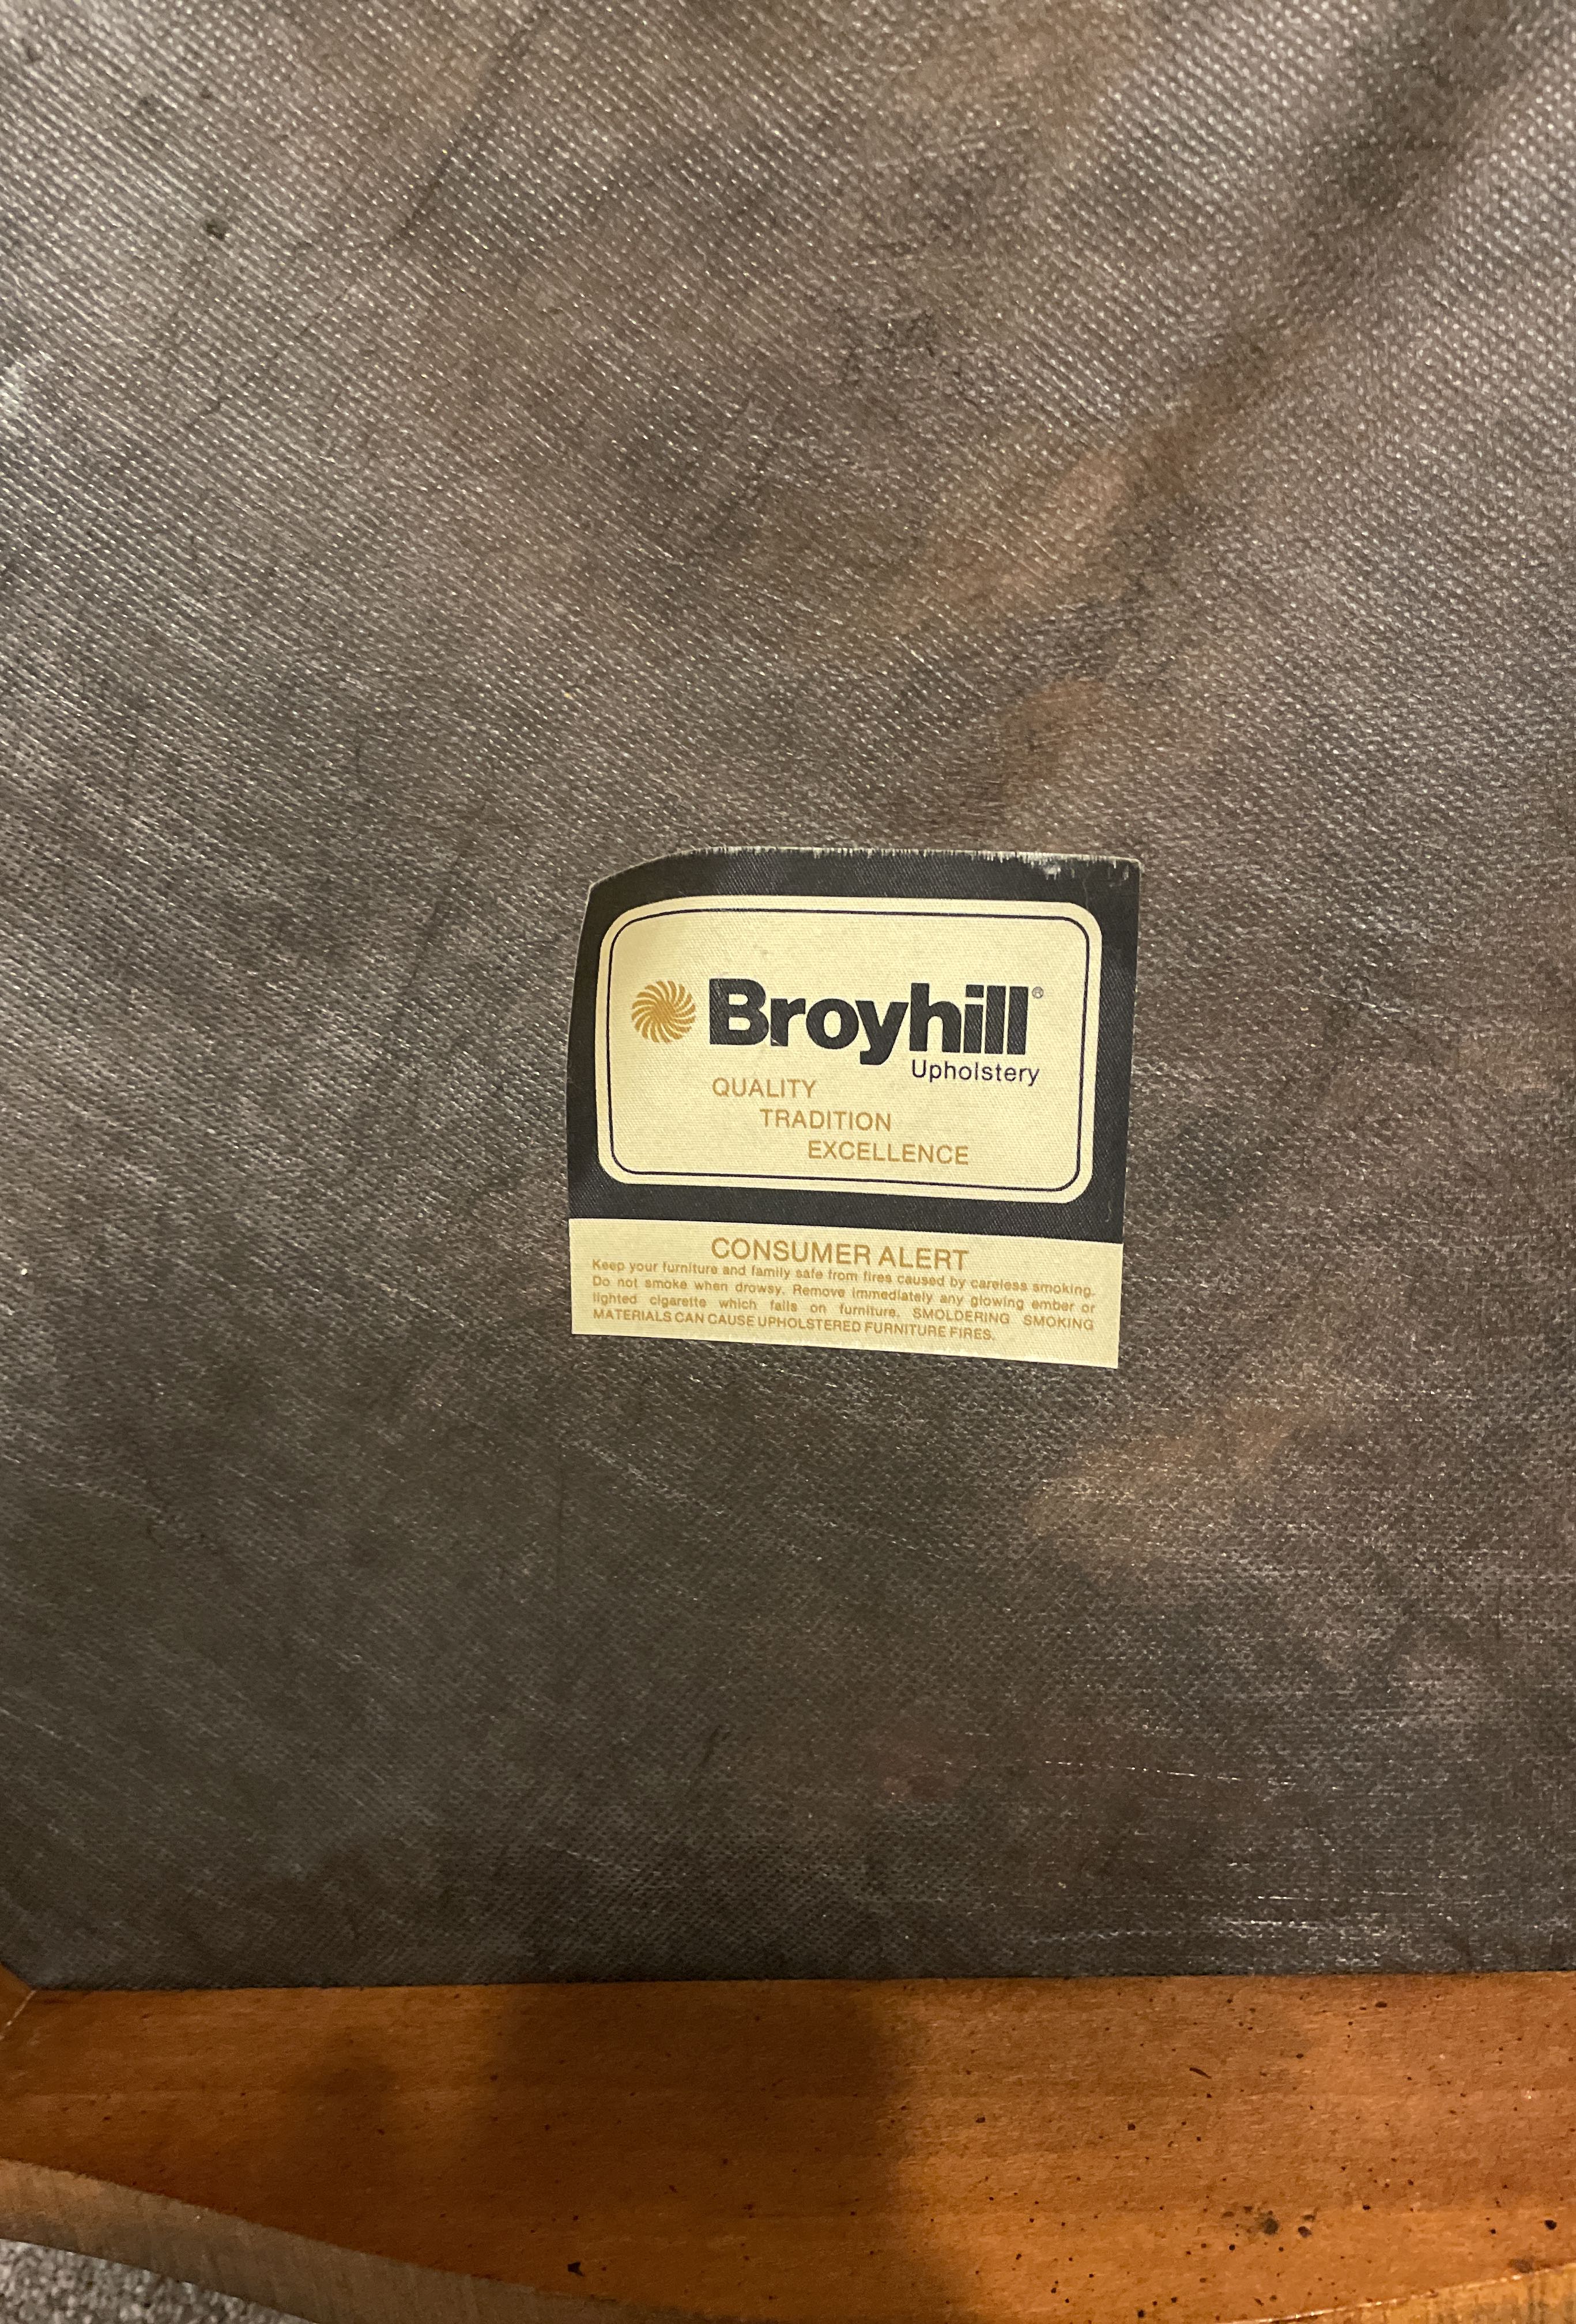 Broyhill®
Upholstery
QUALITY
TRADITION
EXCELLENCE
CONSUMER ALERT
Keep your furniture and family safe from fires caused by careless smoking.
Do not smoke when drowsy. Remove immediately any glowing ember or
lighted cigarette which falls on furniture. SMOLDERING SMOKING
MATERIALS CAN CAUSE UPHOLSTERED FURNITURE FIRES.